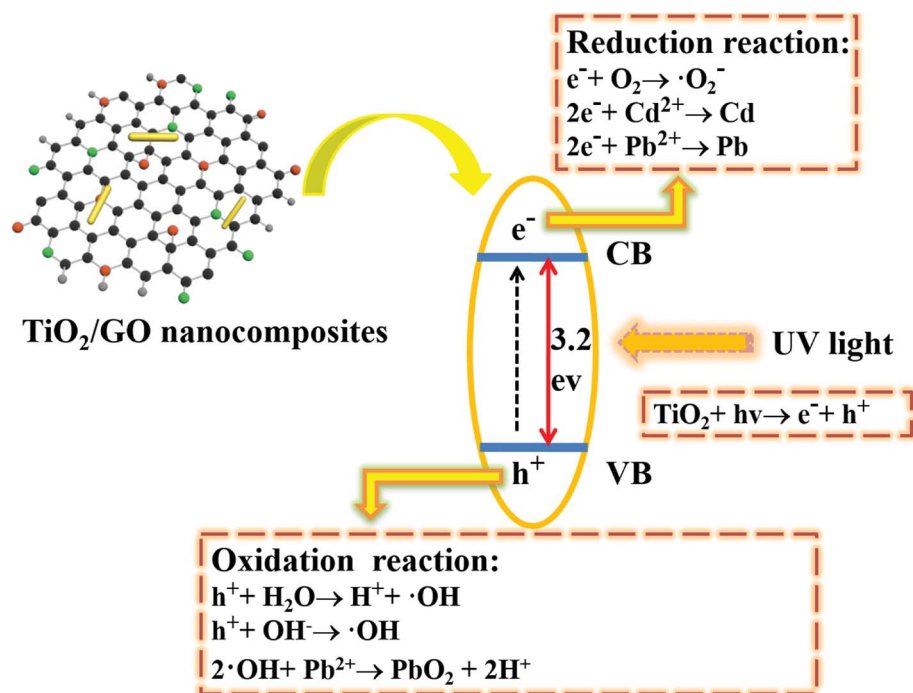 Reduction reaction:
e⁻+ O₂→ ·O₂⁻
2e⁻+ Cd²⁺→ Cd
2e⁻+ Pb²⁺→ Pb
e⁻
CB
TiO₂/GO nanocomposites
3.2
ev
UV light
TiO₂+ hv→ e⁻+ h⁺
h⁺
VB
Oxidation reaction:
h⁺+ H₂O→ H⁺+ ·OH
h⁺+ OH⁻→ ·OH
2·OH+ Pb²⁺→ PbO₂ + 2H⁺